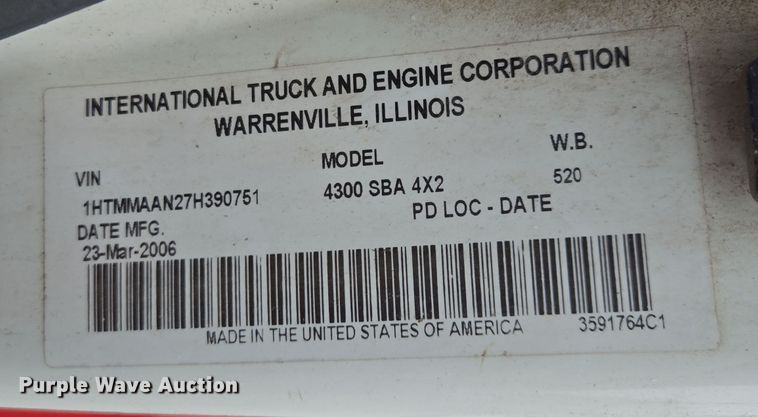 INTERNATIONAL TRUCK AND ENGINE CORPORATION
WARRENVILLE, ILLINOIS
VIN MODEL W.B.
1HTMMAAN27H390751 4300 SBA 4X2 520
DATE MFG. PD LOC - DATE
23-Mar-2006
MADE IN THE UNITED STATES OF AMERICA 3591764C1
Purple Wave Auction